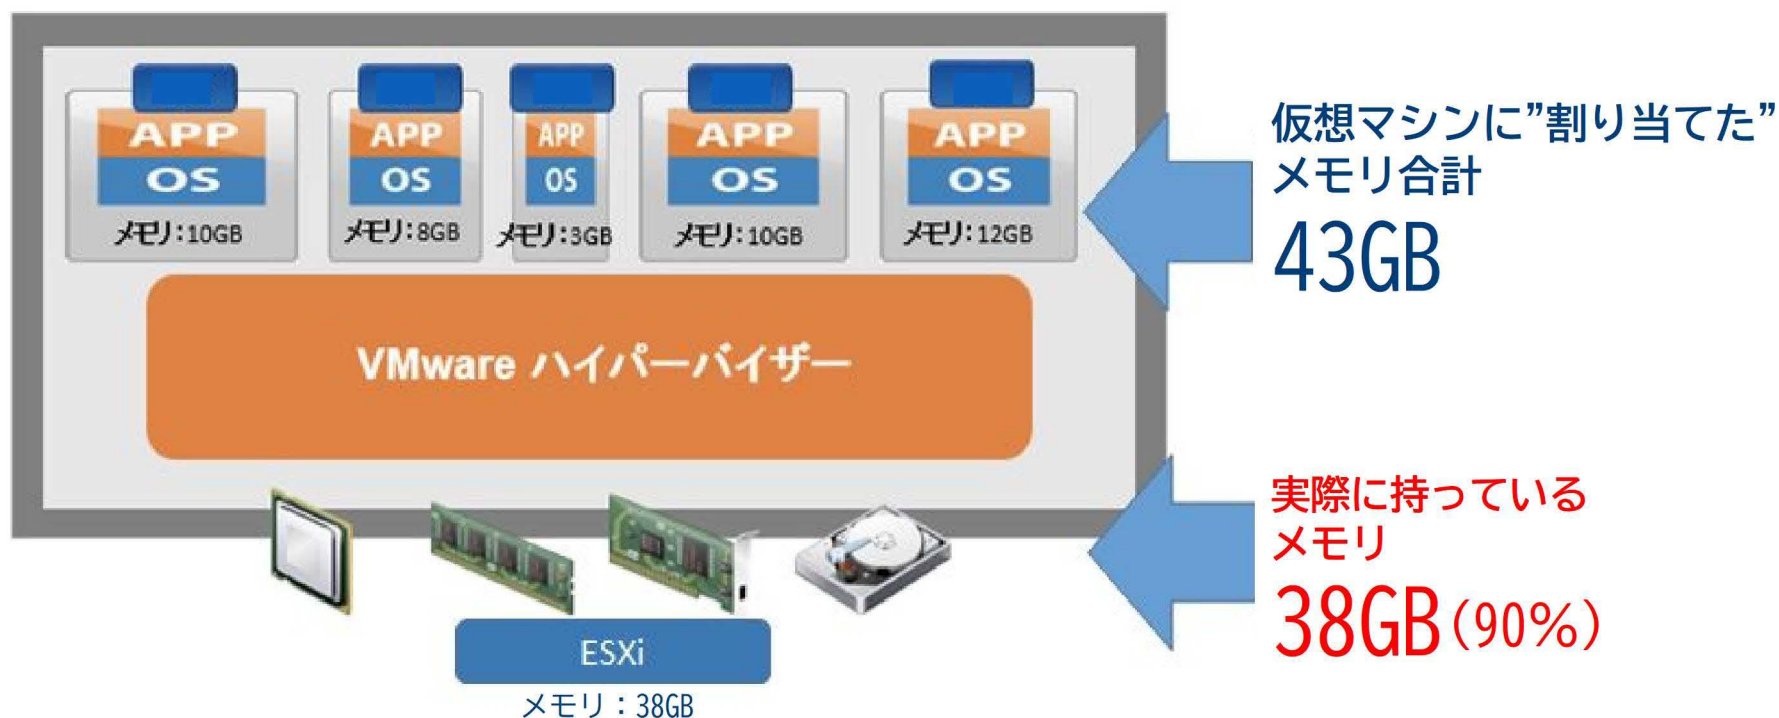 APP
OS
メモリ:10GB
APP
OS
メモリ:8GB
APP
OS
メモリ:3GB
APP
OS
メモリ:10GB
APP
OS
メモリ:12GB
仮想マシンに”割り当てた”
メモリ合計
43GB
VMware ハイパーバイザー
実際に持っている
メモリ
38GB(90%)
ESXi
メモリ：38GB